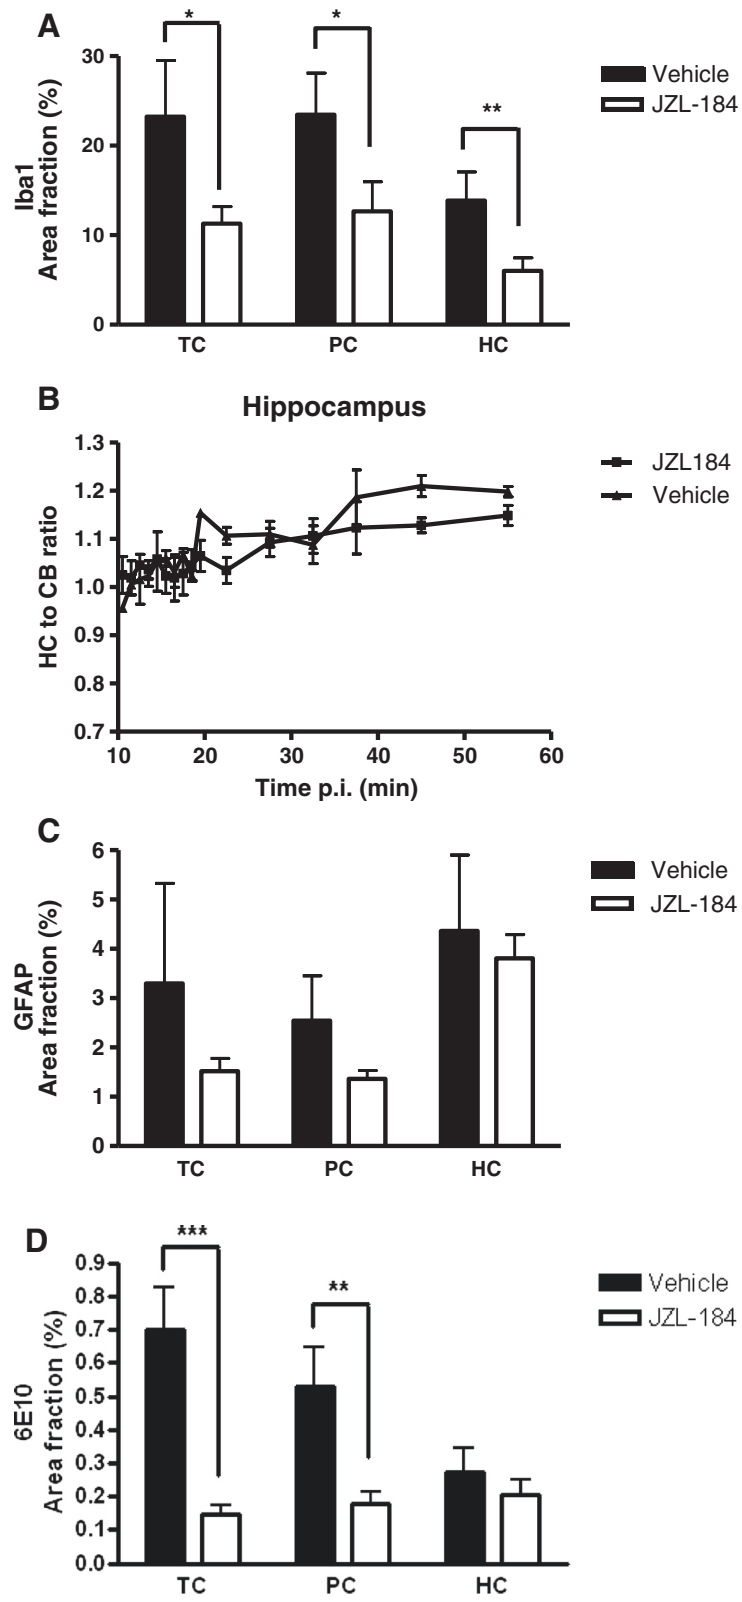 A
*
*
**
Vehicle
JZL-184
Iba1
Area fraction (%)
30
20
10
0
TC PC HC
B
Hippocampus
JZL184
Vehicle
HC to CB ratio
1.3
1.2
1.1
1.0
0.9
0.8
0.7
10 20 30 40 50 60
Time p.i. (min)
C
Vehicle
JZL-184
GFAP
Area fraction (%)
6
5
4
3
2
1
0
TC PC HC
D
***
**
Vehicle
JZL-184
6E10
Area fraction (%)
0.9
0.8
0.7
0.6
0.5
0.4
0.3
0.2
0.1
0.0
TC PC HC